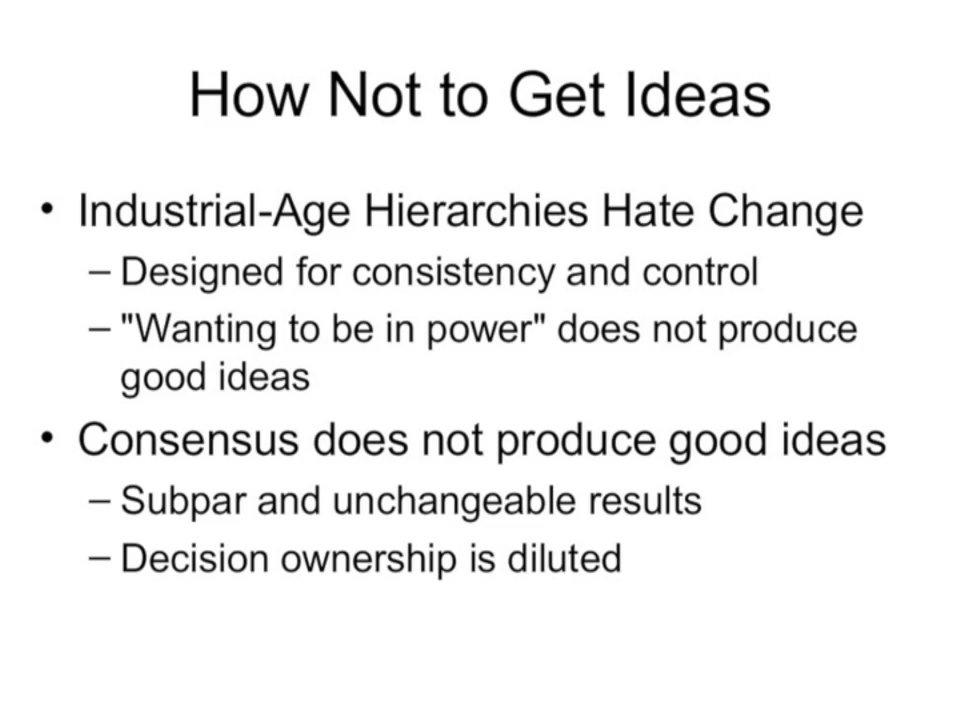 How Not to Get Ideas
• Industrial-Age Hierarchies Hate Change
– Designed for consistency and control
– "Wanting to be in power" does not produce
good ideas
• Consensus does not produce good ideas
– Subpar and unchangeable results
– Decision ownership is diluted